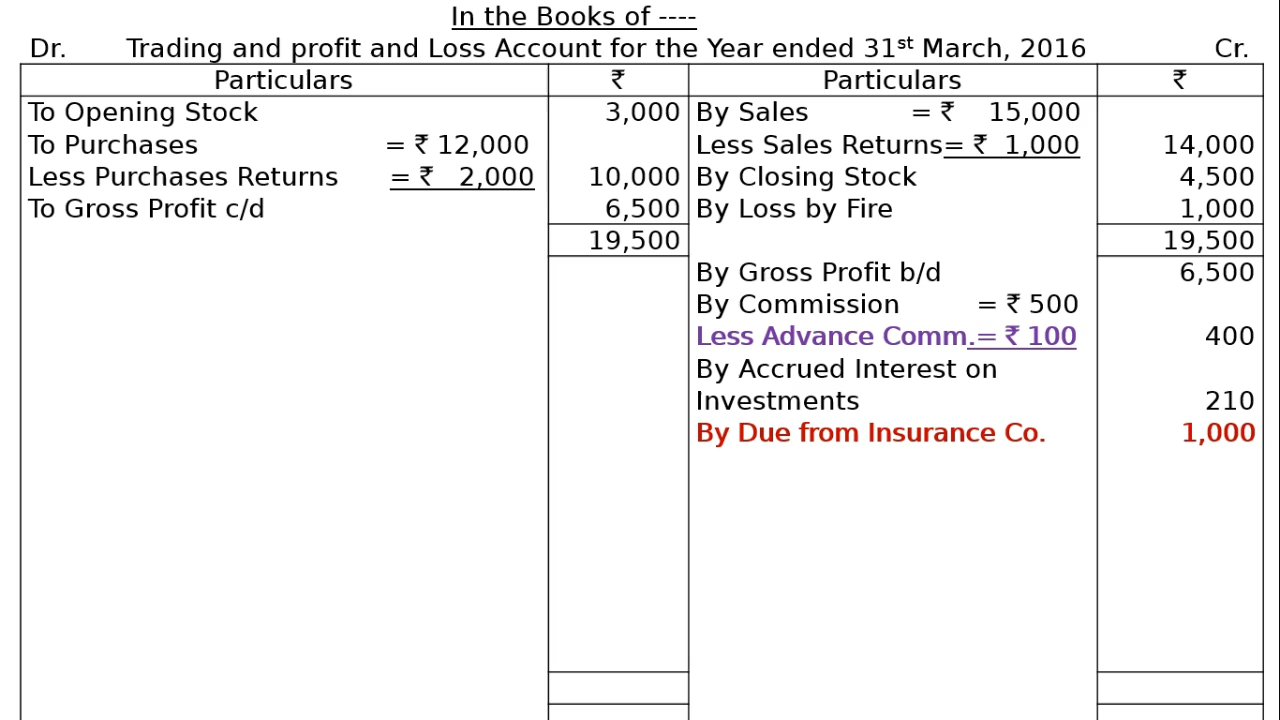 In the Books of ----
Dr. Trading and profit and Loss Account for the Year ended 31st March, 2016 Cr.
Particulars ₹ Particulars ₹
To Opening Stock 3,000 By Sales = ₹ 15,000
To Purchases = ₹ 12,000 Less Sales Returns= ₹ 1,000 14,000
Less Purchases Returns = ₹ 2,000 10,000 By Closing Stock 4,500
To Gross Profit c/d 6,500 By Loss by Fire 1,000
19,500 19,500
By Gross Profit b/d 6,500
By Commission = ₹ 500
Less Advance Comm.= ₹ 100 400
By Accrued Interest on
Investments 210
By Due from Insurance Co. 1,000